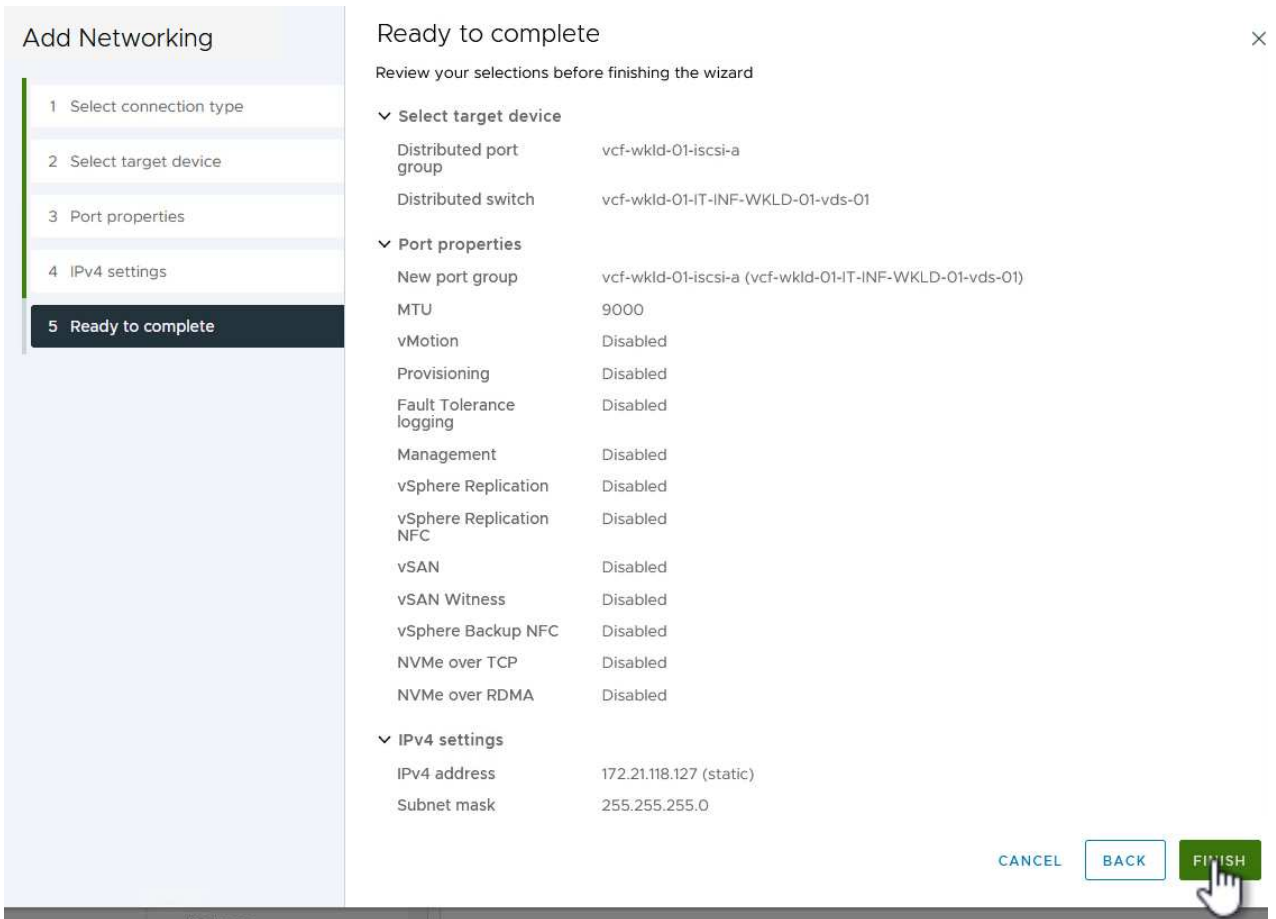 Add Networking
1 Select connection type
2 Select target device
3 Port properties
4 IPv4 settings
5 Ready to complete
Ready to complete
Review your selections before finishing the wizard
Select target device
Distributed port
group
vcf-wkld-01-iscsi-a
Distributed switch vcf-wkld-01-IT-INF-WKLD-01-vds-01
Port properties
New port group vcf-wkld-01-iscsi-a (vcf-wkld-01-IT-INF-WKLD-01-vds-01)
MTU 9000
vMotion Disabled
Provisioning Disabled
Fault Tolerance
logging
Disabled
Management Disabled
vSphere Replication Disabled
vSphere Replication
NFC
Disabled
vSAN Disabled
vSAN Witness Disabled
vSphere Backup NFC Disabled
NVMe over TCP Disabled
NVMe over RDMA Disabled
IPv4 settings
IPv4 address 172.21.118.127 (static)
Subnet mask 255.255.255.0
CANCEL BACK FINISH